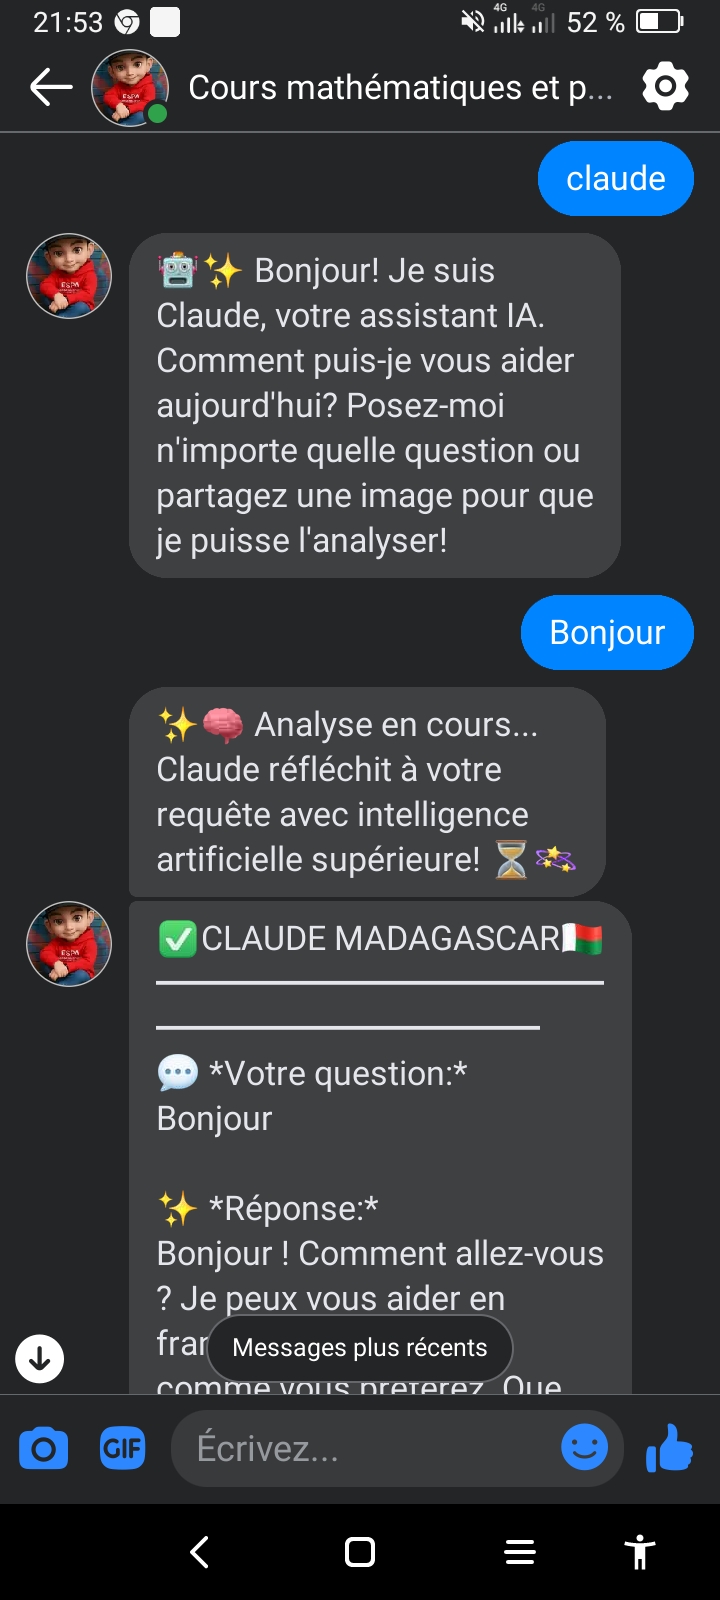 21:53
4G 4G 52 %
Cours mathématiques et p...
claude
🤖✨ Bonjour! Je suis
Claude, votre assistant IA.
Comment puis-je vous aider
aujourd'hui? Posez-moi
n'importe quelle question ou
partagez une image pour que
je puisse l'analyser!
Bonjour
✨🧠 Analyse en cours...
Claude réfléchit à votre
requête avec intelligence
artificielle supérieure! ⏳💫
✅CLAUDE MADAGASCAR🇲🇬
💬 *Votre question:*
Bonjour
✨ *Réponse:*
Bonjour ! Comment allez-vous
? Je peux vous aider en
Messages plus récents
comme vous préférez. Que
GIF
Écrivez...